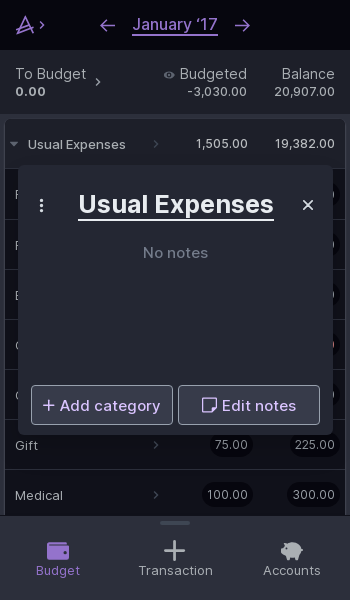 January ‘17
To Budget
0.00
Budgeted
-3,030.00
Balance
20,907.00
Usual Expenses
1,505.00
19,382.00
Usual Expenses
No notes
+ Add category
Edit notes
Gift
75.00
225.00
Medical
100.00
300.00
Budget
Transaction
Accounts